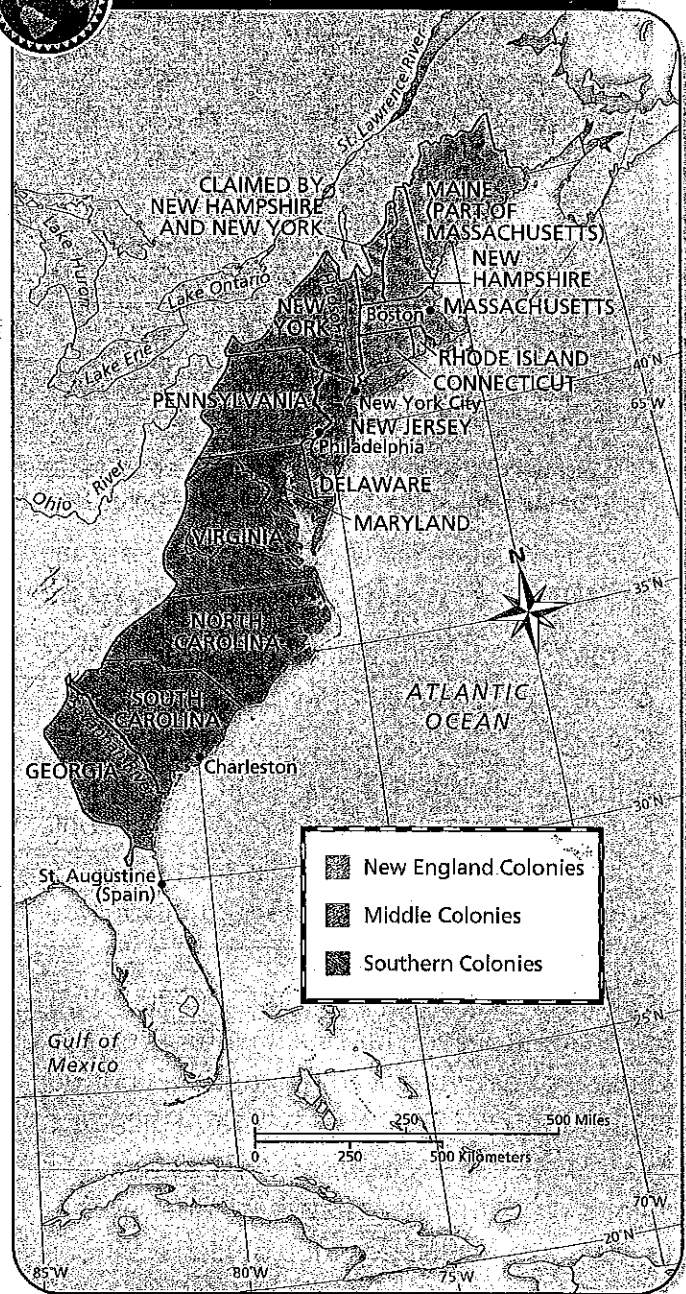 St. Lawrence River
CLAIMED BY
NEW HAMPSHIRE
AND NEW YORK
MAINE
(PART OF
MASSACHUSETTS)
NEW
HAMPSHIRE
Lake Huron
Lake Ontario
NEW
YORK
Boston
MASSACHUSETTS
Lake Erie
RHODE ISLAND
CONNECTICUT
40°N
65°W
PENNSYLVANIA
New York City
NEW JERSEY
Philadelphia
Ohio River
DELAWARE
MARYLAND
VIRGINIA
N
35°N
NORTH
CAROLINA
ATLANTIC
OCEAN
SOUTH
CAROLINA
GEORGIA
Charleston
30°N
St. Augustine
(Spain)
New England Colonies
Middle Colonies
Southern Colonies
25°N
Gulf of
Mexico
0 250 500 Miles
0 250 500 Kilometers
70°W
20°N
85°W
80°W
75°W